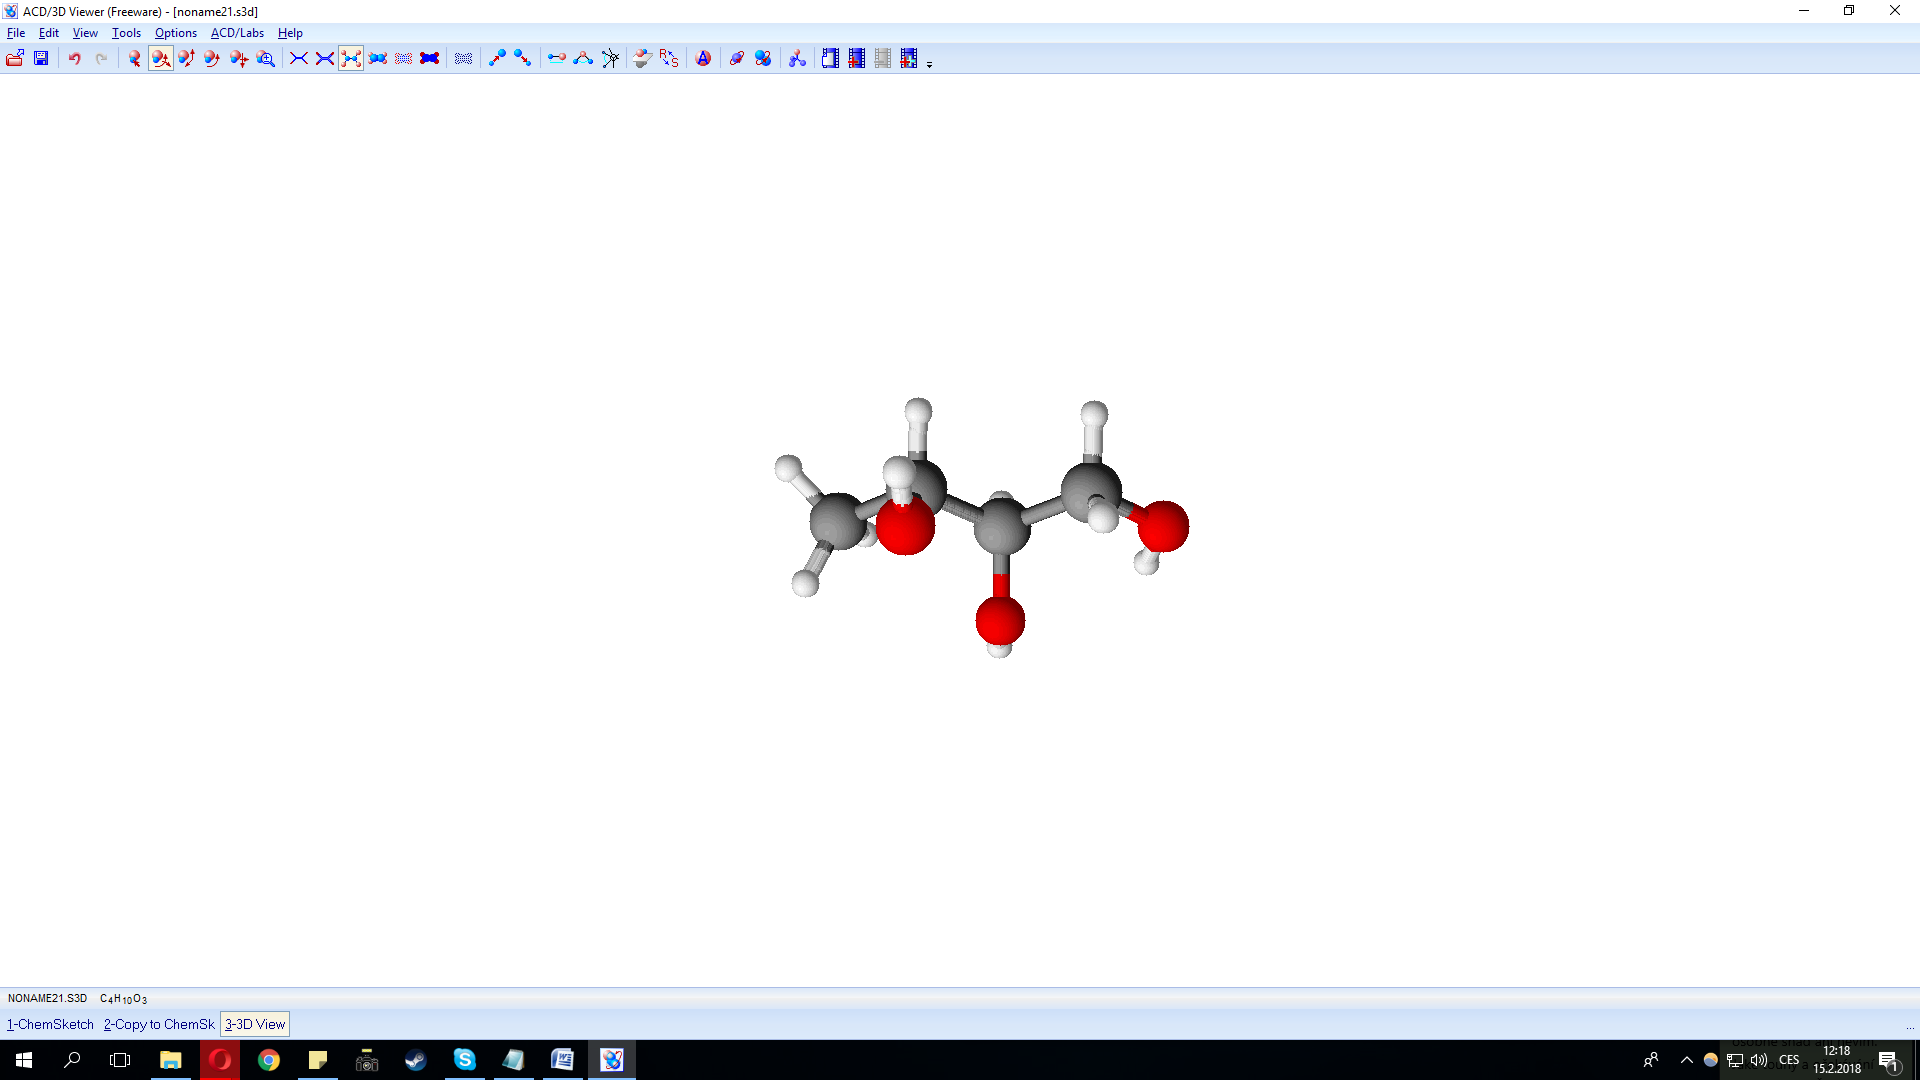 ACD/3D Viewer (Freeware) - [noname21.s3d]
File Edit View Tools Options ACD/Labs Help
NONAME21.S3D C4H10O3
1-ChemSketch 2-Copy to ChemSk 3-3D View
CES
12:18
15.2.2018
1